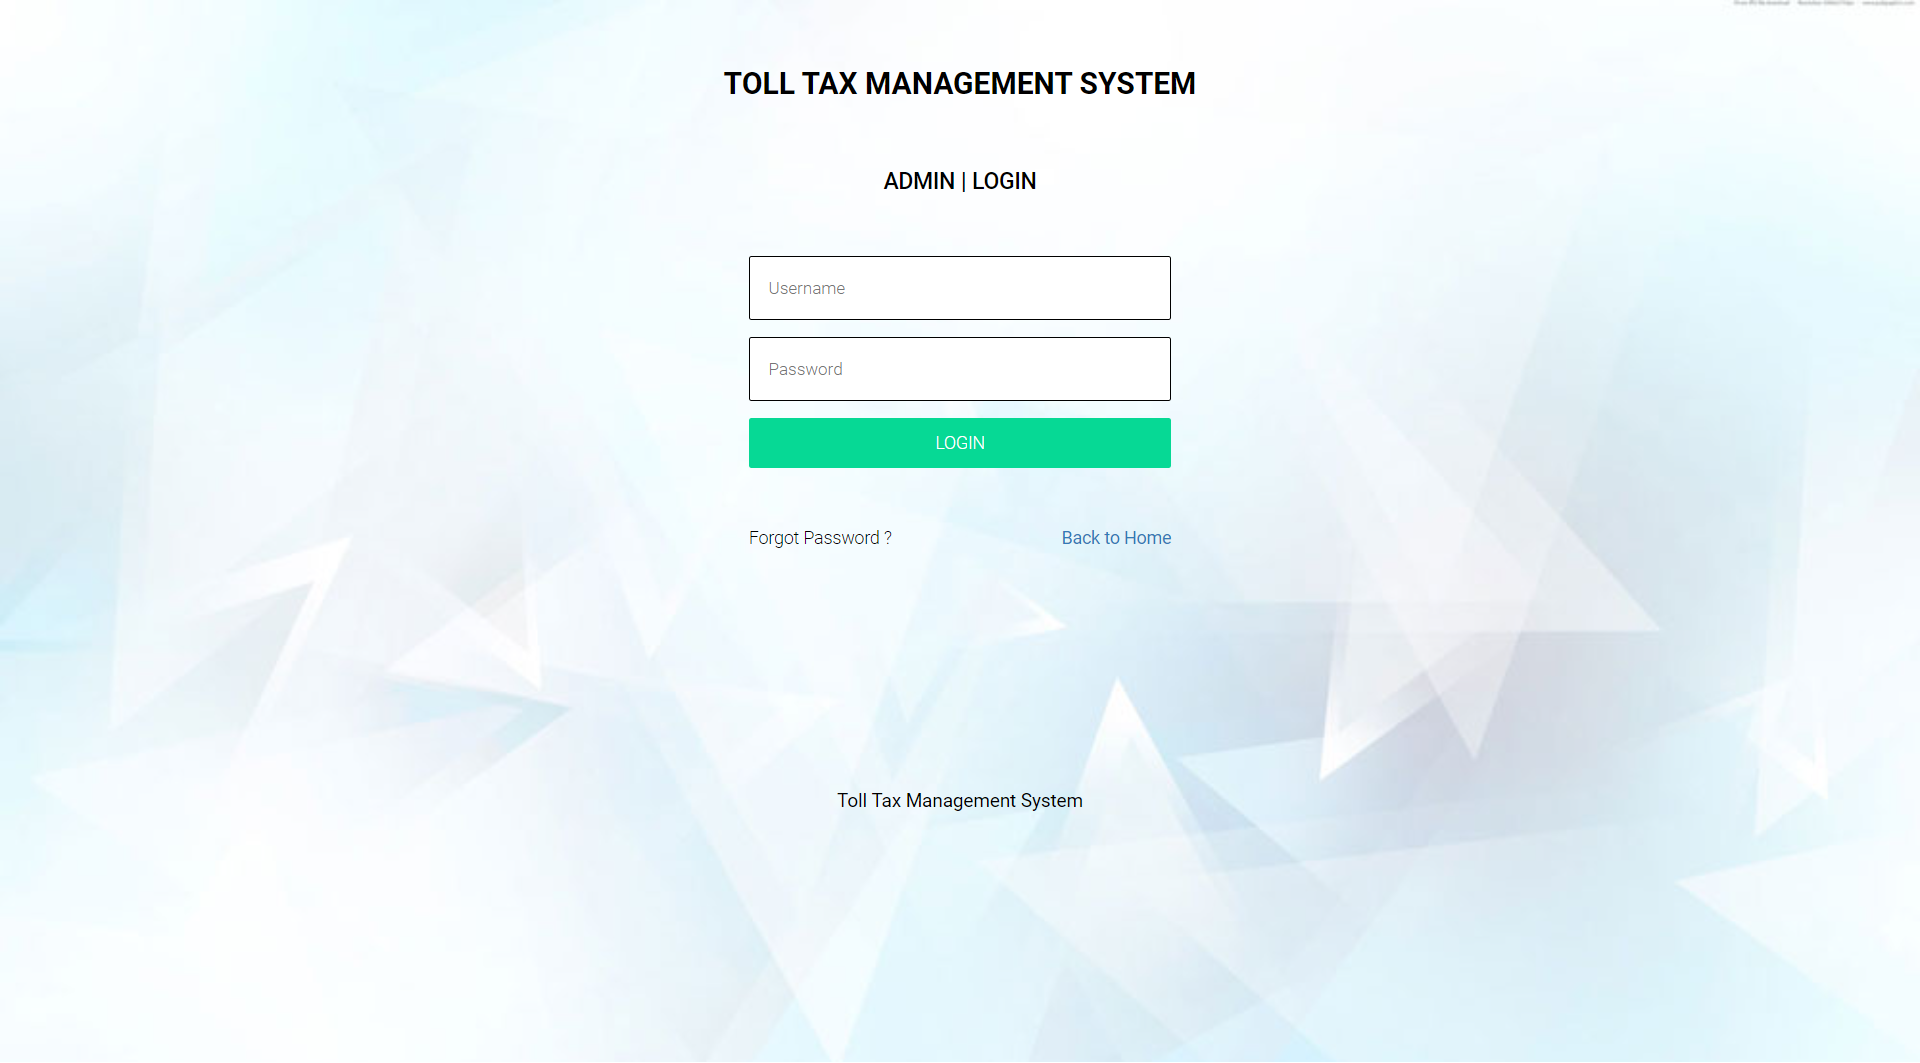 TOLL TAX MANAGEMENT SYSTEM
ADMIN | LOGIN
Username
Password
LOGIN
Forgot Password ?
Back to Home
Toll Tax Management System